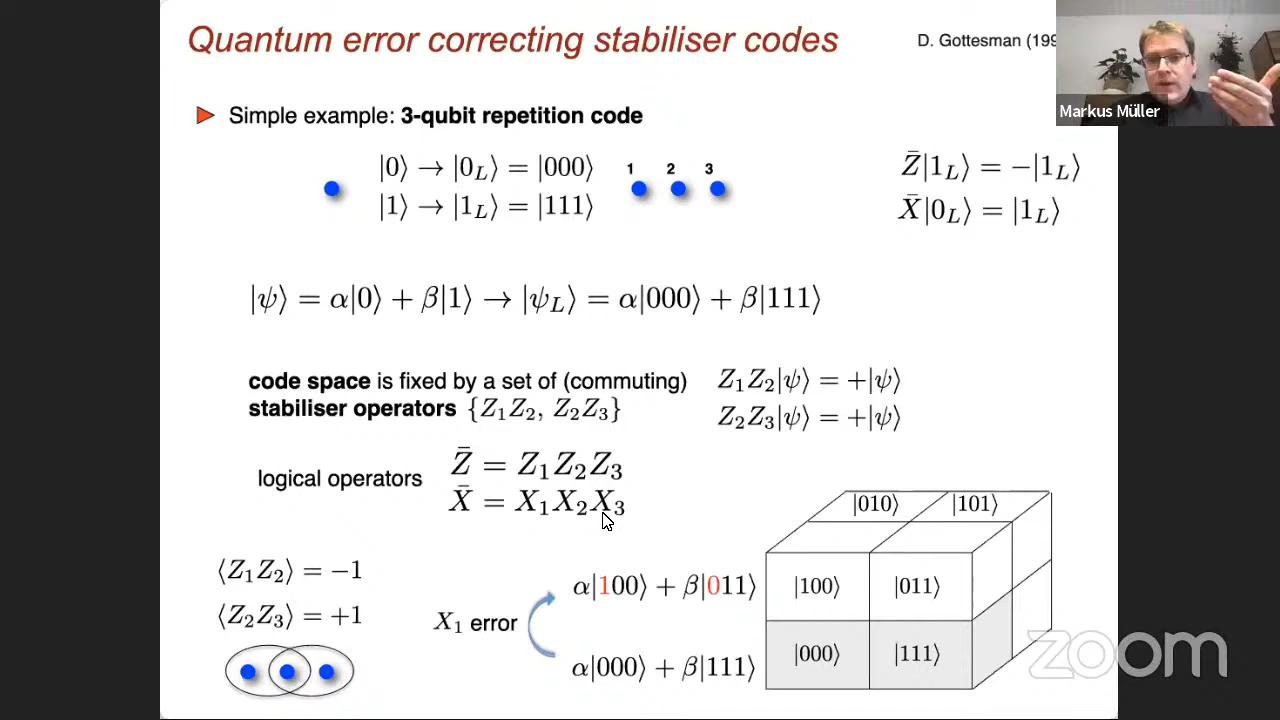 Quantum error correcting stabiliser codes
D. Gottesman (199
Markus Müller
Simple example: 3-qubit repetition code
|0⟩ → |0_L⟩ = |000⟩
|1⟩ → |1_L⟩ = |111⟩
1 2 3
Z̄|1_L⟩ = −|1_L⟩
X̄|0_L⟩ = |1_L⟩
|ψ⟩ = α|0⟩ + β|1⟩ → |ψ_L⟩ = α|000⟩ + β|111⟩
code space is fixed by a set of (commuting)
stabiliser operators {Z₁Z₂, Z₂Z₃}
Z₁Z₂|ψ⟩ = +|ψ⟩
Z₂Z₃|ψ⟩ = +|ψ⟩
logical operators
Z̄ = Z₁Z₂Z₃
X̄ = X₁X₂X₃
⟨Z₁Z₂⟩ = −1
⟨Z₂Z₃⟩ = +1
X₁ error
α|100⟩ + β|011⟩
α|000⟩ + β|111⟩
|010⟩ |101⟩
|100⟩ |011⟩
|000⟩ |111⟩
zoom